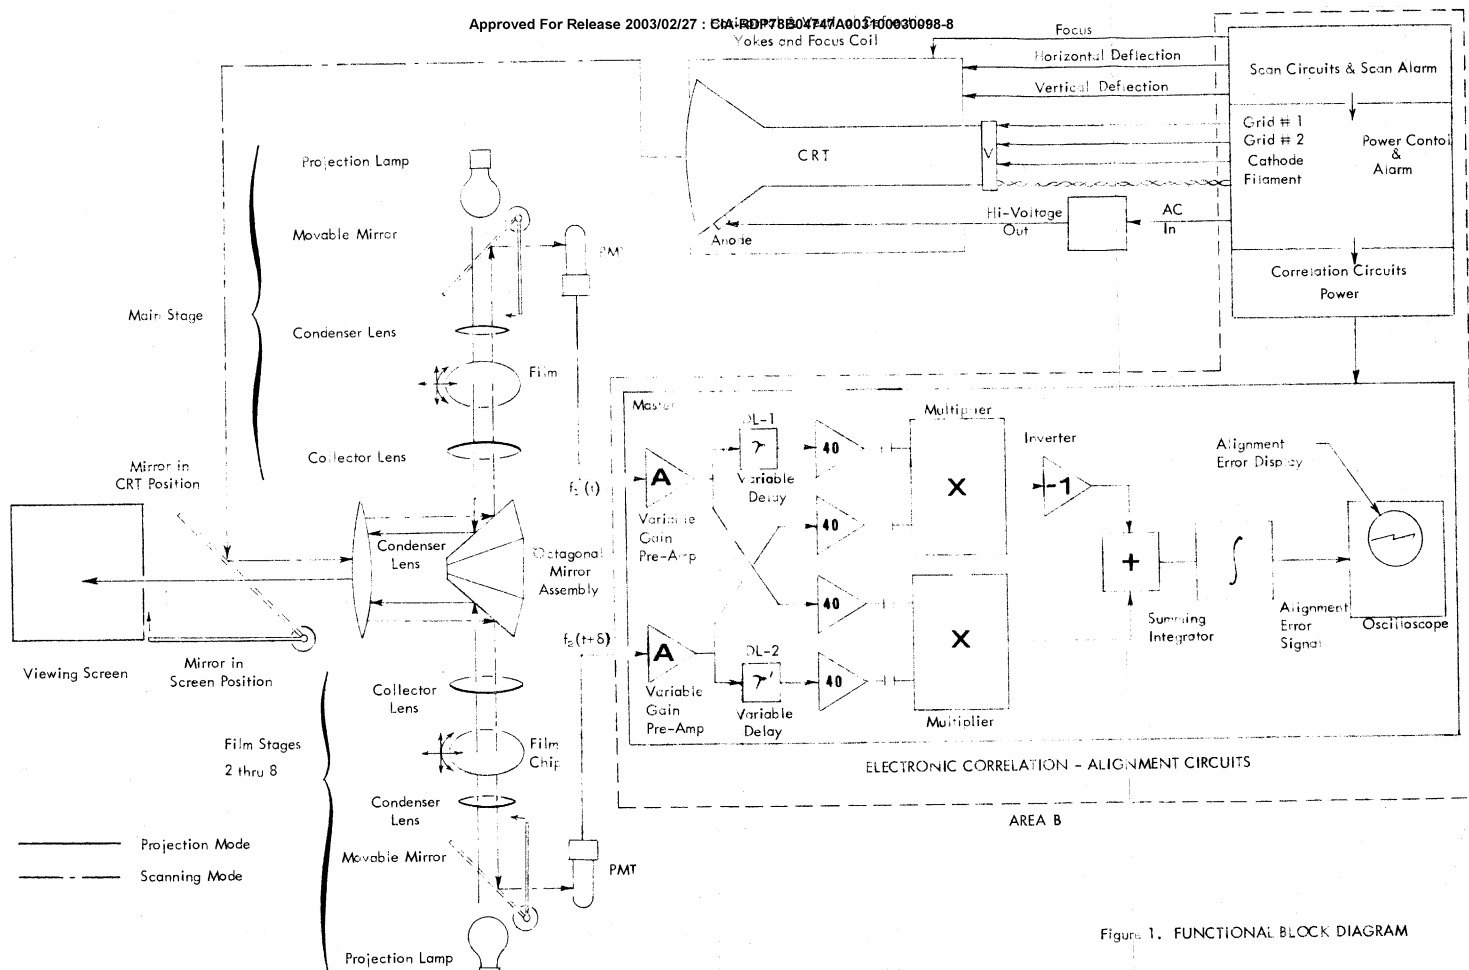 Approved For Release 2003/02/27 : CIA-RDP78B04747A003100030098-8
Yokes and Focus Coil
Focus
Horizontal Deflection
Vertical Deflection
Scan Circuits & Scan Alarm
Grid # 1
Grid # 2
Cathode
Filament
Power Contol
&
Alarm
CRT
V
Hi-Voltage
Out
AC
In
Anode
Correlation Circuits
Power
Projection Lamp
Movable Mirror
PMT
Main Stage
Condenser Lens
Film
Collector Lens
Mirror in
CRT Position
Condenser
Lens
Octagonal
Mirror
Assembly
Viewing Screen
Mirror in
Screen Position
Collector
Lens
Film Stages
2 thru 8
Film
Chip
Condenser
Lens
Movable Mirror
PMT
Projection Lamp
Projection Mode
Scanning Mode
Master
(t)
f₂(t+δ)
A
Variable
Gain
Pre-Amp
A
Variable
Gain
Pre-Amp
DL-1
τ
Variable
Delay
DL-2
τ'
Variable
Delay
40
40
40
40
Multiplier
X
X
Multiplier
Inverter
-1
+
Summing
Integrator
∫
Alignment
Error
Signal
Alignment
Error Display
Oscilloscope
ELECTRONIC CORRELATION - ALIGNMENT CIRCUITS
AREA B
Figure 1. FUNCTIONAL BLOCK DIAGRAM